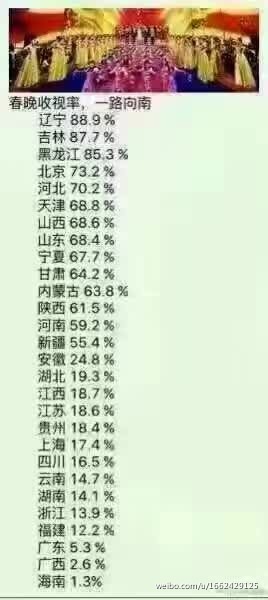 春晚收视率，一路向南
辽宁 88.9%
吉林 87.7%
黑龙江 85.3%
北京 73.2%
河北 70.2%
天津 68.8%
山西 68.6%
山东 68.4%
宁夏 67.7%
甘肃 64.2%
内蒙古 63.8%
陕西 61.5%
河南 59.2%
新疆 55.4%
安徽 24.8%
湖北 19.3%
江西 18.7%
江苏 18.6%
贵州 18.4%
上海 17.4%
四川 16.5%
云南 14.7%
湖南 14.1%
浙江 13.9%
福建 12.2%
广东 5.3%
广西 2.6%
海南 1.3%
weibo.com/u/1662429125